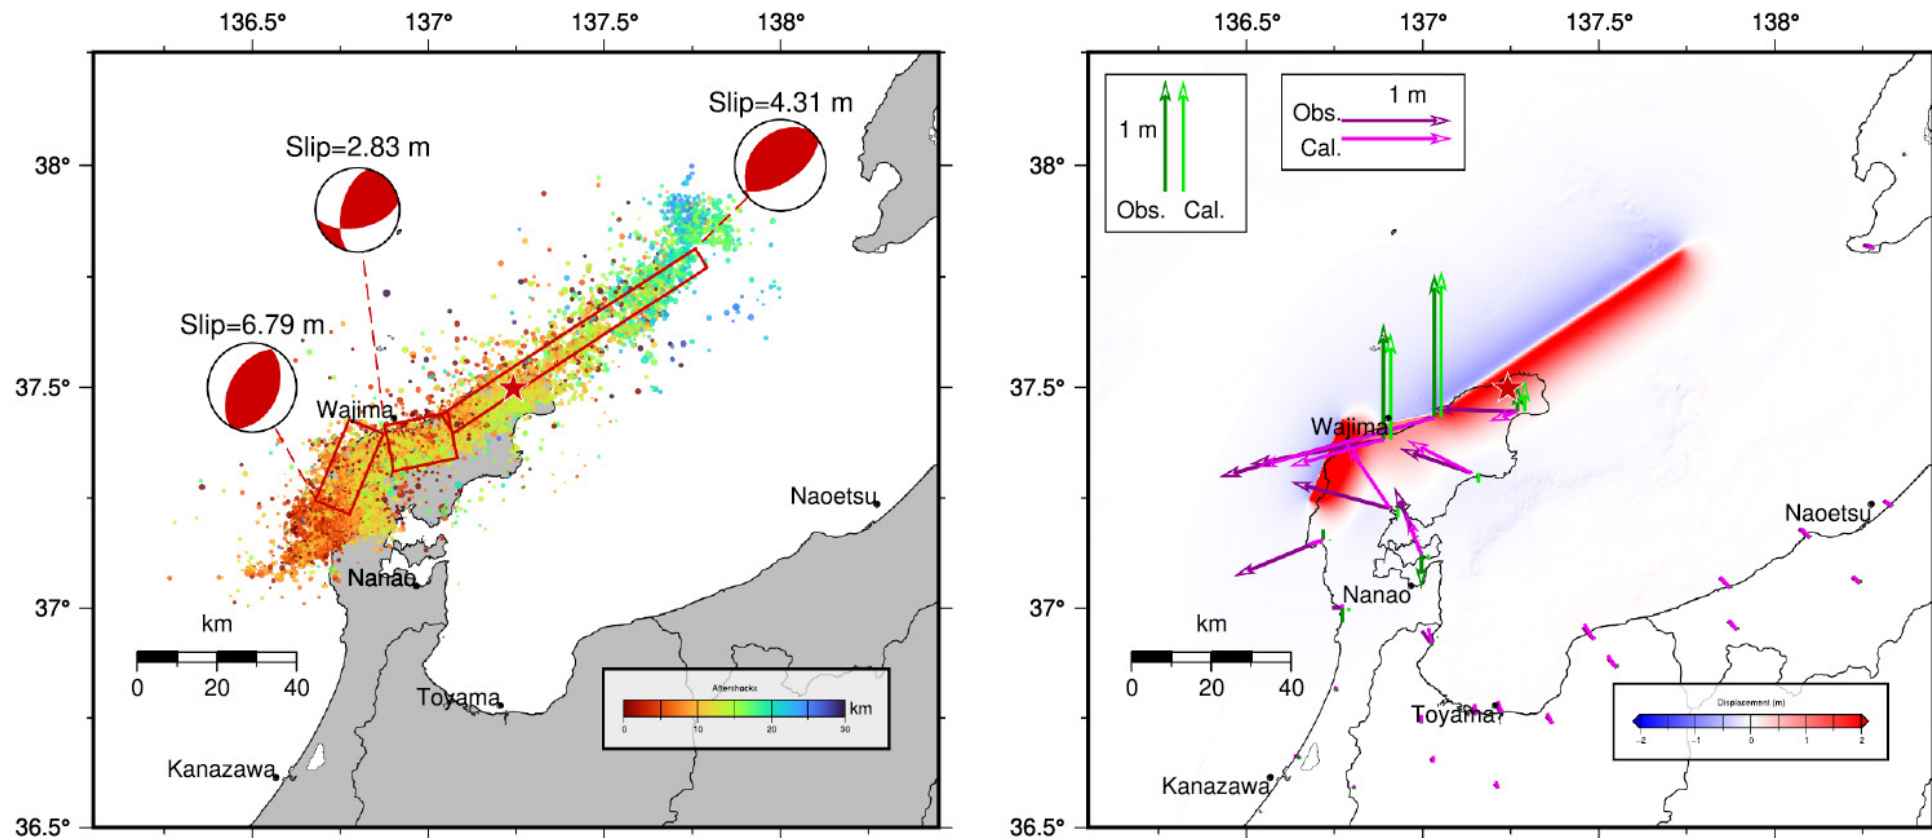 136.5° 137° 137.5° 138°
Slip=4.31 m
Slip=2.83 m
38°
Slip=6.79 m
37.5°
Wajima
Naoetsu
Nanao
37°
km
0 20 40
Toyama
Aftershocks
km
0 10 20 30
Kanazawa
36.5°
136.5° 137° 137.5° 138°
1 m
Obs. Cal.
1 m
Obs.
Cal.
38°
37.5°
Wajima
Naoetsu
Nanao
37°
km
0 20 40
Toyama
Displacement (m)
−2 −1 0 1 2
Kanazawa
36.5°